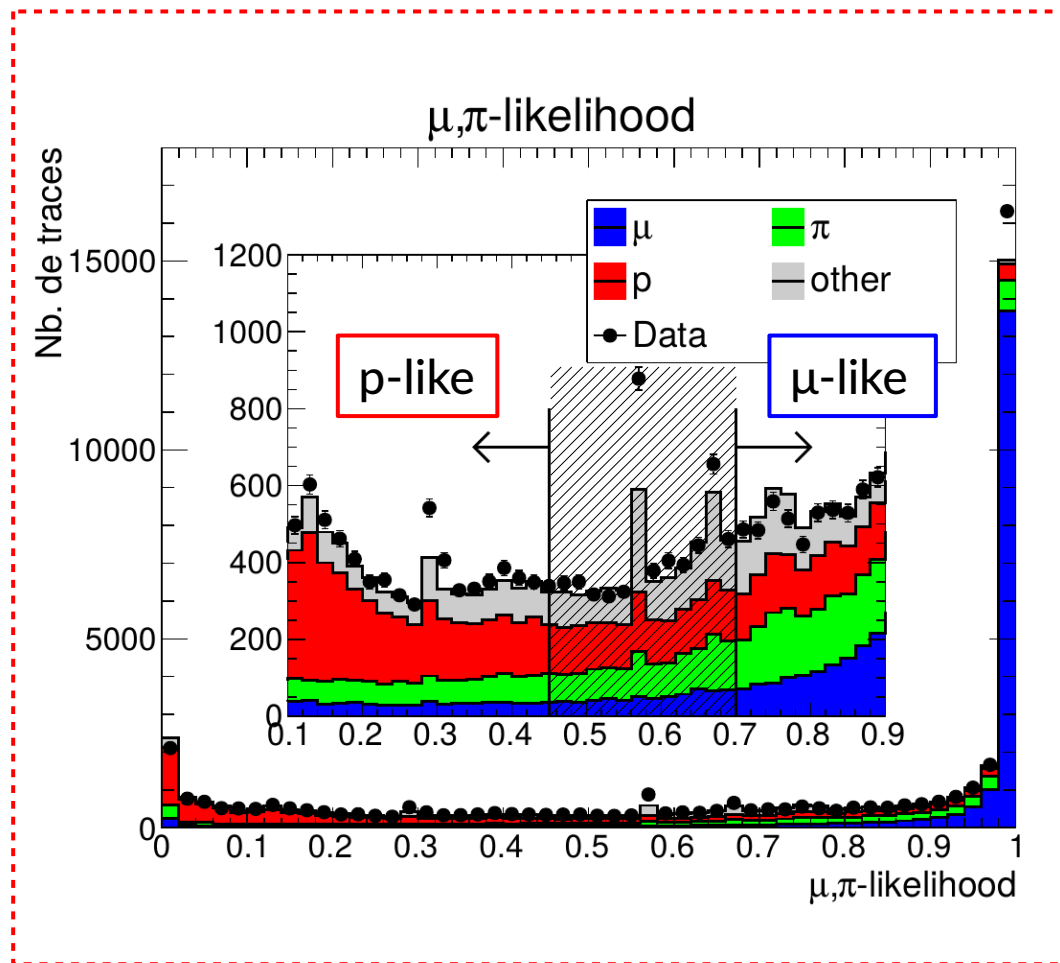 μ,π-likelihood
Nb. de traces
15000
10000
5000
0
1200
1000
800
600
400
200
0
μ
π
p
other
Data
p-like
μ-like
0.1 0.2 0.3 0.4 0.5 0.6 0.7 0.8 0.9
0 0.1 0.2 0.3 0.4 0.5 0.6 0.7 0.8 0.9 1
μ,π-likelihood